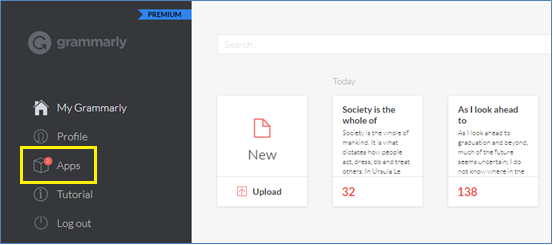 PREMIUM
grammarly
My Grammarly
Profile
3
Apps
Tutorial
Log out
Search...
Today
New
Upload
Society is the
whole of
Society is the whole of
mankind. It is what
dictates how people
act, dress, do and treat
others. In Ursula Le
32
As I look ahead
to
As I look ahead to
graduation and beyond,
much of the future
seems uncertain; I do
not know where in the
138